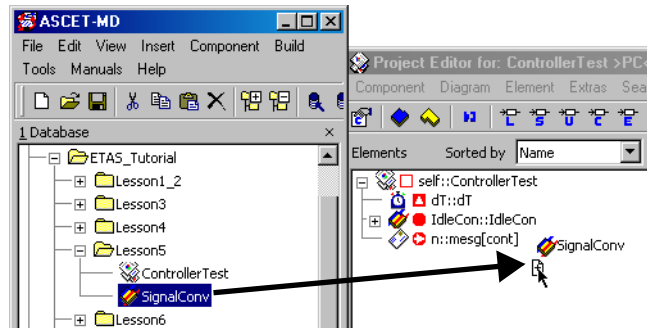 ASCET-MD
File Edit View Insert Component Build
Tools Manuals Help
1 Database
ETAS_Tutorial
Lesson1_2
Lesson3
Lesson4
Lesson5
ControllerTest
SignalConv
Lesson6
Project Editor for: ControllerTest >PC<
Component Diagram Element Extras Sea
L S U C E
Elements Sorted by Name
self::ControllerTest
dT::dT
IdleCon::IdleCon
n::mesg[cont]
SignalConv